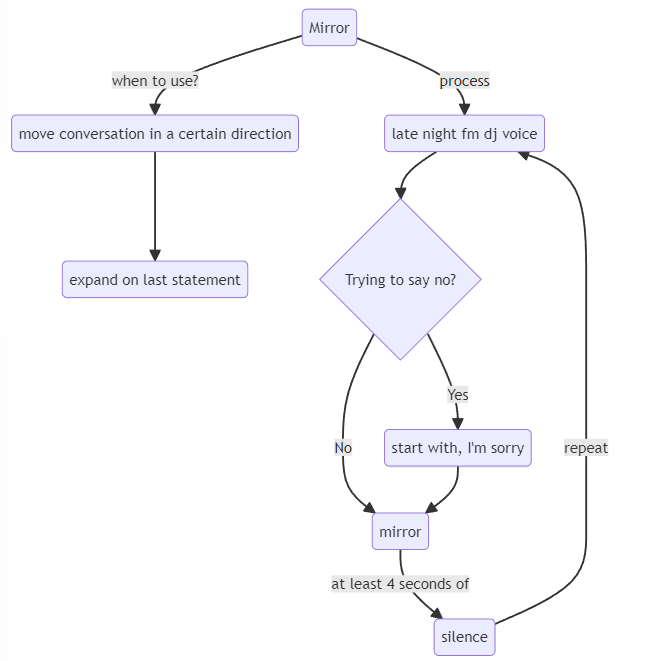 Mirror
when to use?
process
move conversation in a certain direction
late night fm dj voice
expand on last statement
Trying to say no?
Yes
No
start with, I'm sorry
repeat
mirror
at least 4 seconds of
silence